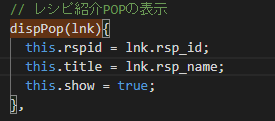 // レシピ紹介POPの表示
dispPop(lnk){
  this.rspid = lnk.rsp_id;
  this.title = lnk.rsp_name;
  this.show = true;
},